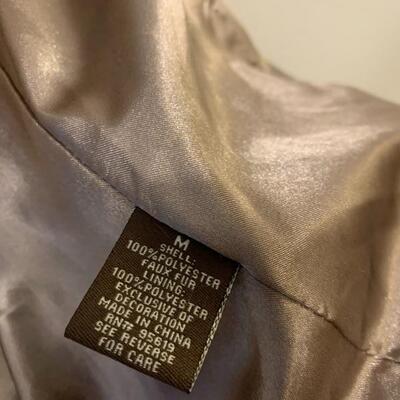 M
SHELL:
100%POLYESTER
FAUX FUR
LINING:
100%POLYESTER
EXCLUSIVE OF
DECORATION
MADE IN CHINA
RN# 95619
SEE REVERSE
FOR CARE